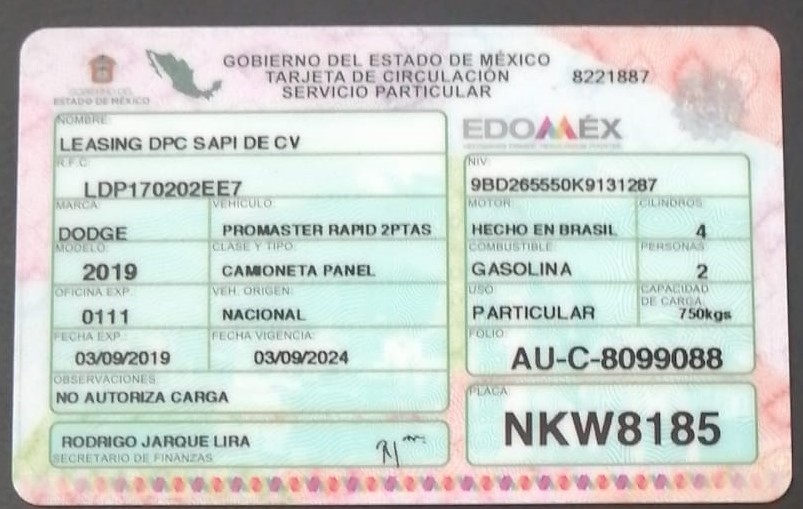 GOBIERNO DEL ESTADO DE MÉXICO
TARJETA DE CIRCULACIÓN
SERVICIO PARTICULAR
8221887
GOBIERNO DEL
ESTADO DE MÉXICO
EDOMÉX
NOMBRE:
LEASING DPC SAPI DE CV
R.F.C.
LDP170202EE7
MARCA: VEHÍCULO:
DODGE PROMASTER RAPID 2PTAS
MODELO: CLASE Y TIPO:
2019 CAMIONETA PANEL
OFICINA EXP. VEH. ORIGEN:
0111 NACIONAL
FECHA EXP.: FECHA VIGENCIA:
03/09/2019 03/09/2024
OBSERVACIONES:
NO AUTORIZA CARGA
RODRIGO JARQUE LIRA
SECRETARIO DE FINANZAS
NIV:
9BD265550K9131287
MOTOR: CILINDROS:
HECHO EN BRASIL 4
COMBUSTIBLE: PERSONAS:
GASOLINA 2
USO CAPACIDAD
DE CARGA:
PARTICULAR 750kgs
FOLIO:
AU-C-8099088
PLACA:
NKW8185